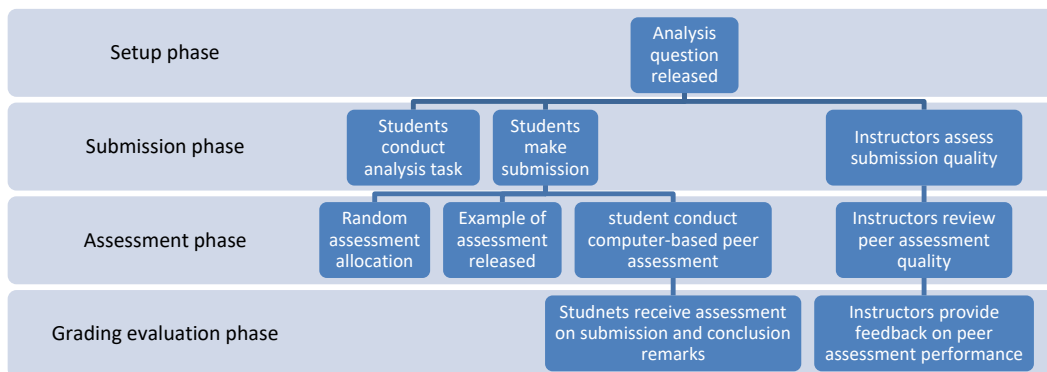 Setup phase
Analysis
question
released
Submission phase
Students
conduct
analysis task
Students
make
submission
Instructors assess
submission quality
Assessment phase
Random
assessment
allocation
Example of
assessment
released
student conduct
computer-based peer
assessment
Instructors review
peer assessment
quality
Grading evaluation phase
Studnets receive assessment
on submission and conclusion
remarks
Instructors provide
feedback on peer
assessment performance